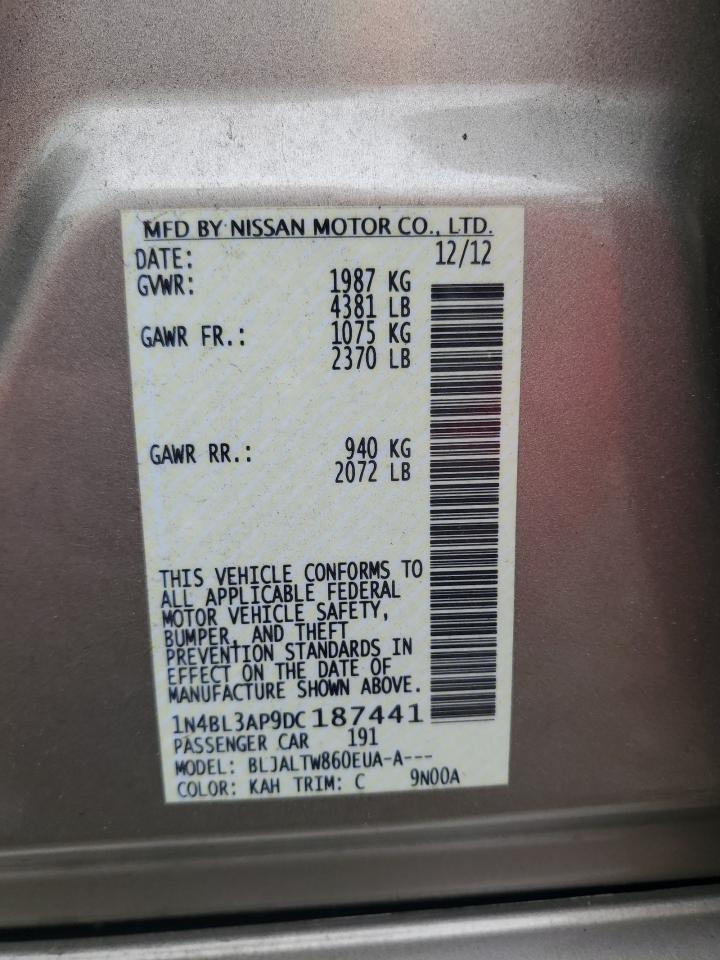 MFD BY NISSAN MOTOR CO., LTD.
DATE: 12/12
GVWR: 1987 KG
4381 LB
GAWR FR.: 1075 KG
2370 LB
GAWR RR.: 940 KG
2072 LB
THIS VEHICLE CONFORMS TO
ALL APPLICABLE FEDERAL
MOTOR VEHICLE SAFETY,
BUMPER, AND THEFT
PREVENTION STANDARDS IN
EFFECT ON THE DATE OF
MANUFACTURE SHOWN ABOVE.
1N4BL3AP9DC187441
PASSENGER CAR 191
MODEL: BLJALTW860EUA-A---
COLOR: KAH TRIM: C 9N00A